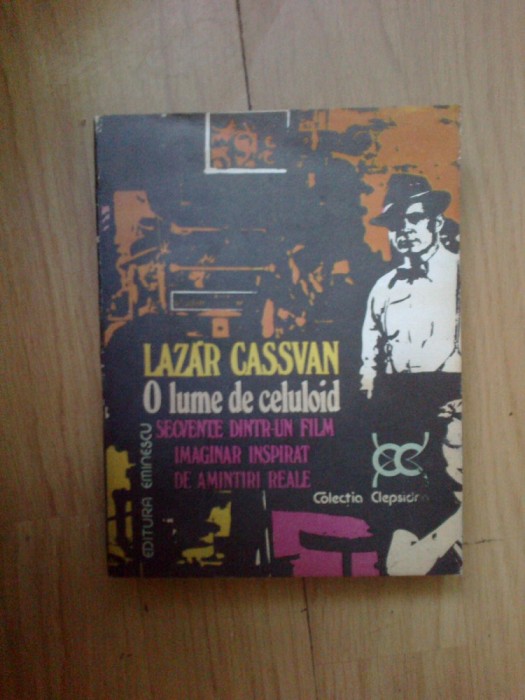 LAZĂR CASSVAN
O lume de celuloid
SECVENȚE DINTR-UN FILM
IMAGINAR INSPIRAT
DE AMINTIRI REALE
EDITURA EMINESCU
Colecția Clepsidra